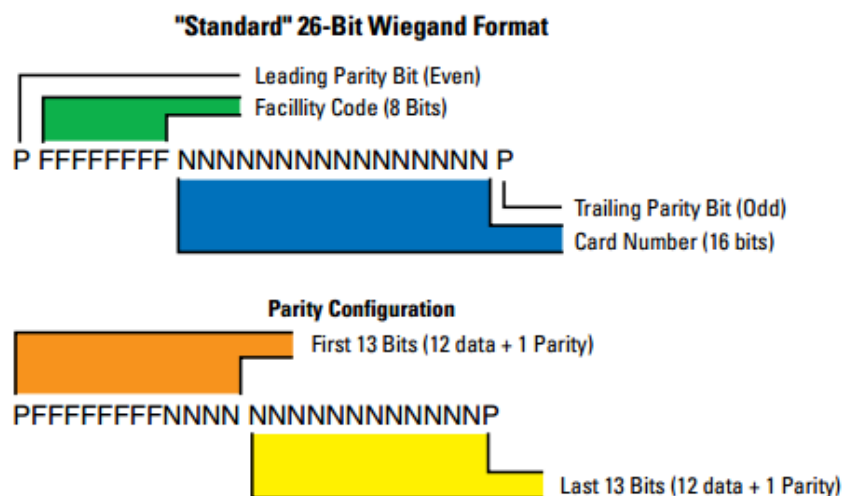 "Standard" 26-Bit Wiegand Format
Leading Parity Bit (Even)
Facillity Code (8 Bits)
P FFFFFFFF NNNNNNNNNNNNNNNN P
Trailing Parity Bit (Odd)
Card Number (16 bits)
Parity Configuration
First 13 Bits (12 data + 1 Parity)
PFFFFFFFFNNNN NNNNNNNNNNNNP
Last 13 Bits (12 data + 1 Parity)